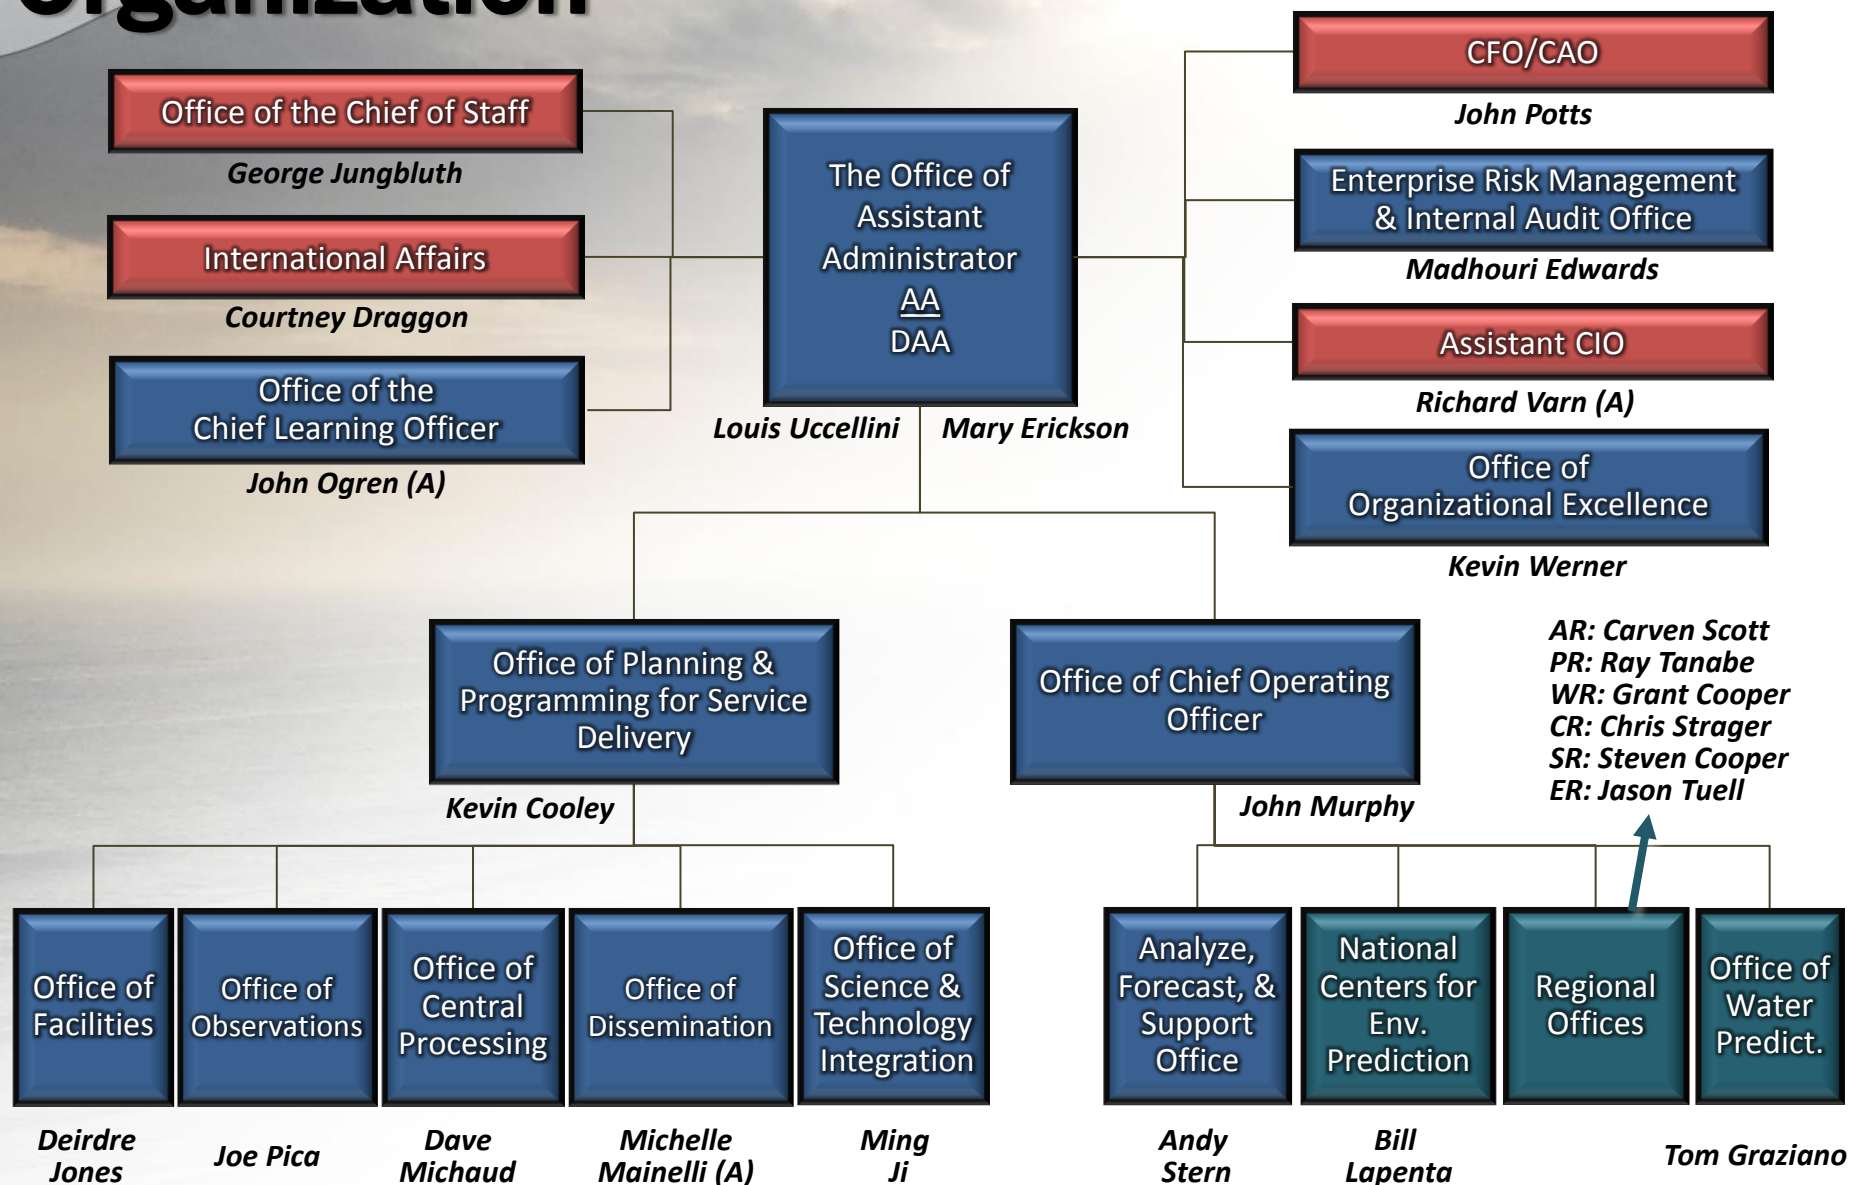 Organization
Office of the Chief of Staff
George Jungbluth
International Affairs
Courtney Draggon
Office of the
Chief Learning Officer
John Ogren (A)
The Office of
Assistant
Administrator
AA
DAA
Louis Uccellini
Mary Erickson
CFO/CAO
John Potts
Enterprise Risk Management
& Internal Audit Office
Madhouri Edwards
Assistant CIO
Richard Varn (A)
Office of
Organizational Excellence
Kevin Werner
Office of Planning &
Programming for Service
Delivery
Kevin Cooley
Office of Chief Operating
Officer
John Murphy
AR: Carven Scott
PR: Ray Tanabe
WR: Grant Cooper
CR: Chris Strager
SR: Steven Cooper
ER: Jason Tuell
Office of
Facilities
Deirdre
Jones
Office of
Observations
Joe Pica
Office of
Central
Processing
Dave
Michaud
Office of
Dissemination
Michelle
Mainelli (A)
Office of
Science &
Technology
Integration
Ming
Ji
Analyze,
Forecast, &
Support
Office
Andy
Stern
National
Centers for
Env.
Prediction
Bill
Lapenta
Regional
Offices
Office of
Water
Predict.
Tom Graziano